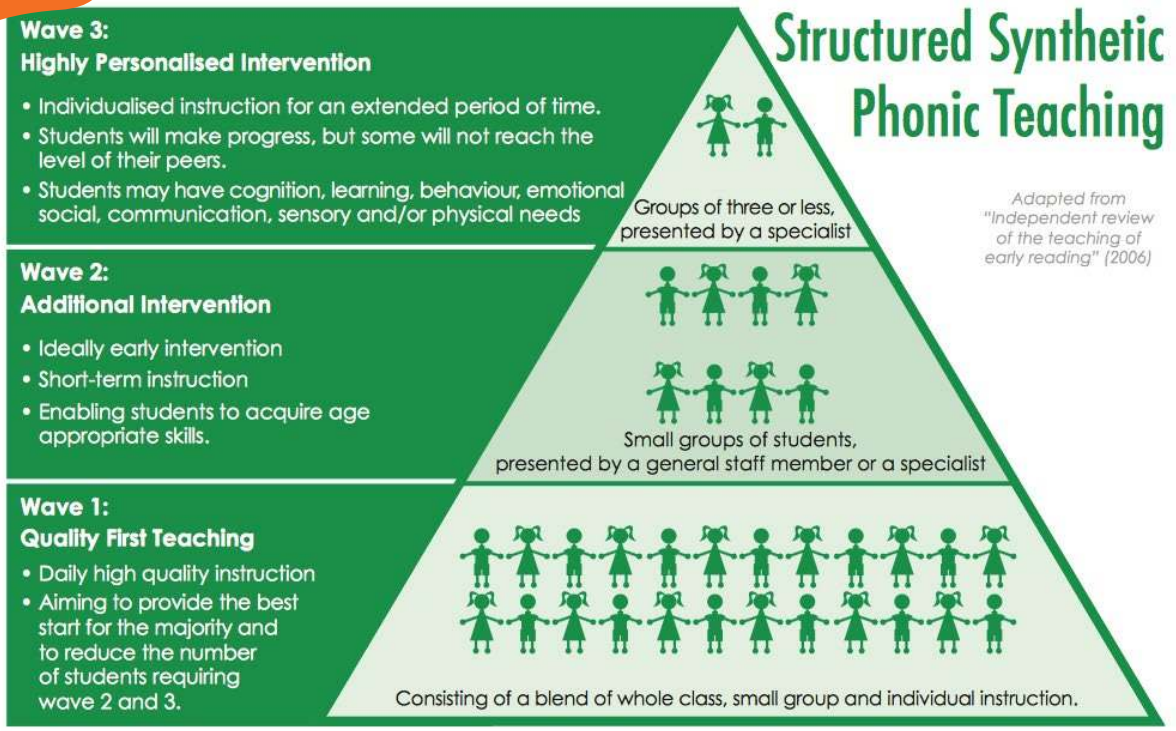 Structured Synthetic
Phonic Teaching
Adapted from
"Independent review
of the teaching of
early reading" (2006)
Wave 3:
Highly Personalised Intervention
• Individualised instruction for an extended period of time.
• Students will make progress, but some will not reach the
level of their peers.
• Students may have cognition, learning, behaviour, emotional
social, communication, sensory and/or physical needs
Groups of three or less,
presented by a specialist
Wave 2:
Additional Intervention
• Ideally early intervention
• Short-term instruction
• Enabling students to acquire age
appropriate skills.
Small groups of students,
presented by a general staff member or a specialist
Wave 1:
Quality First Teaching
• Daily high quality instruction
• Aiming to provide the best
start for the majority and
to reduce the number
of students requiring
wave 2 and 3.
Consisting of a blend of whole class, small group and individual instruction.